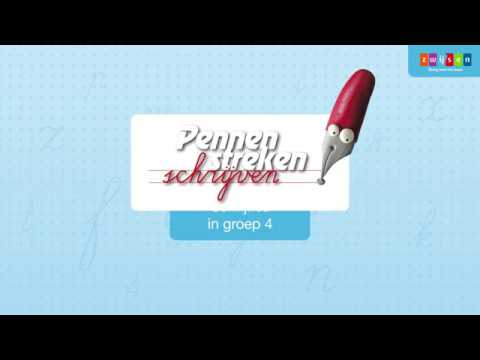 zwijsen
Pennen
streken
schrijven
in groep 4